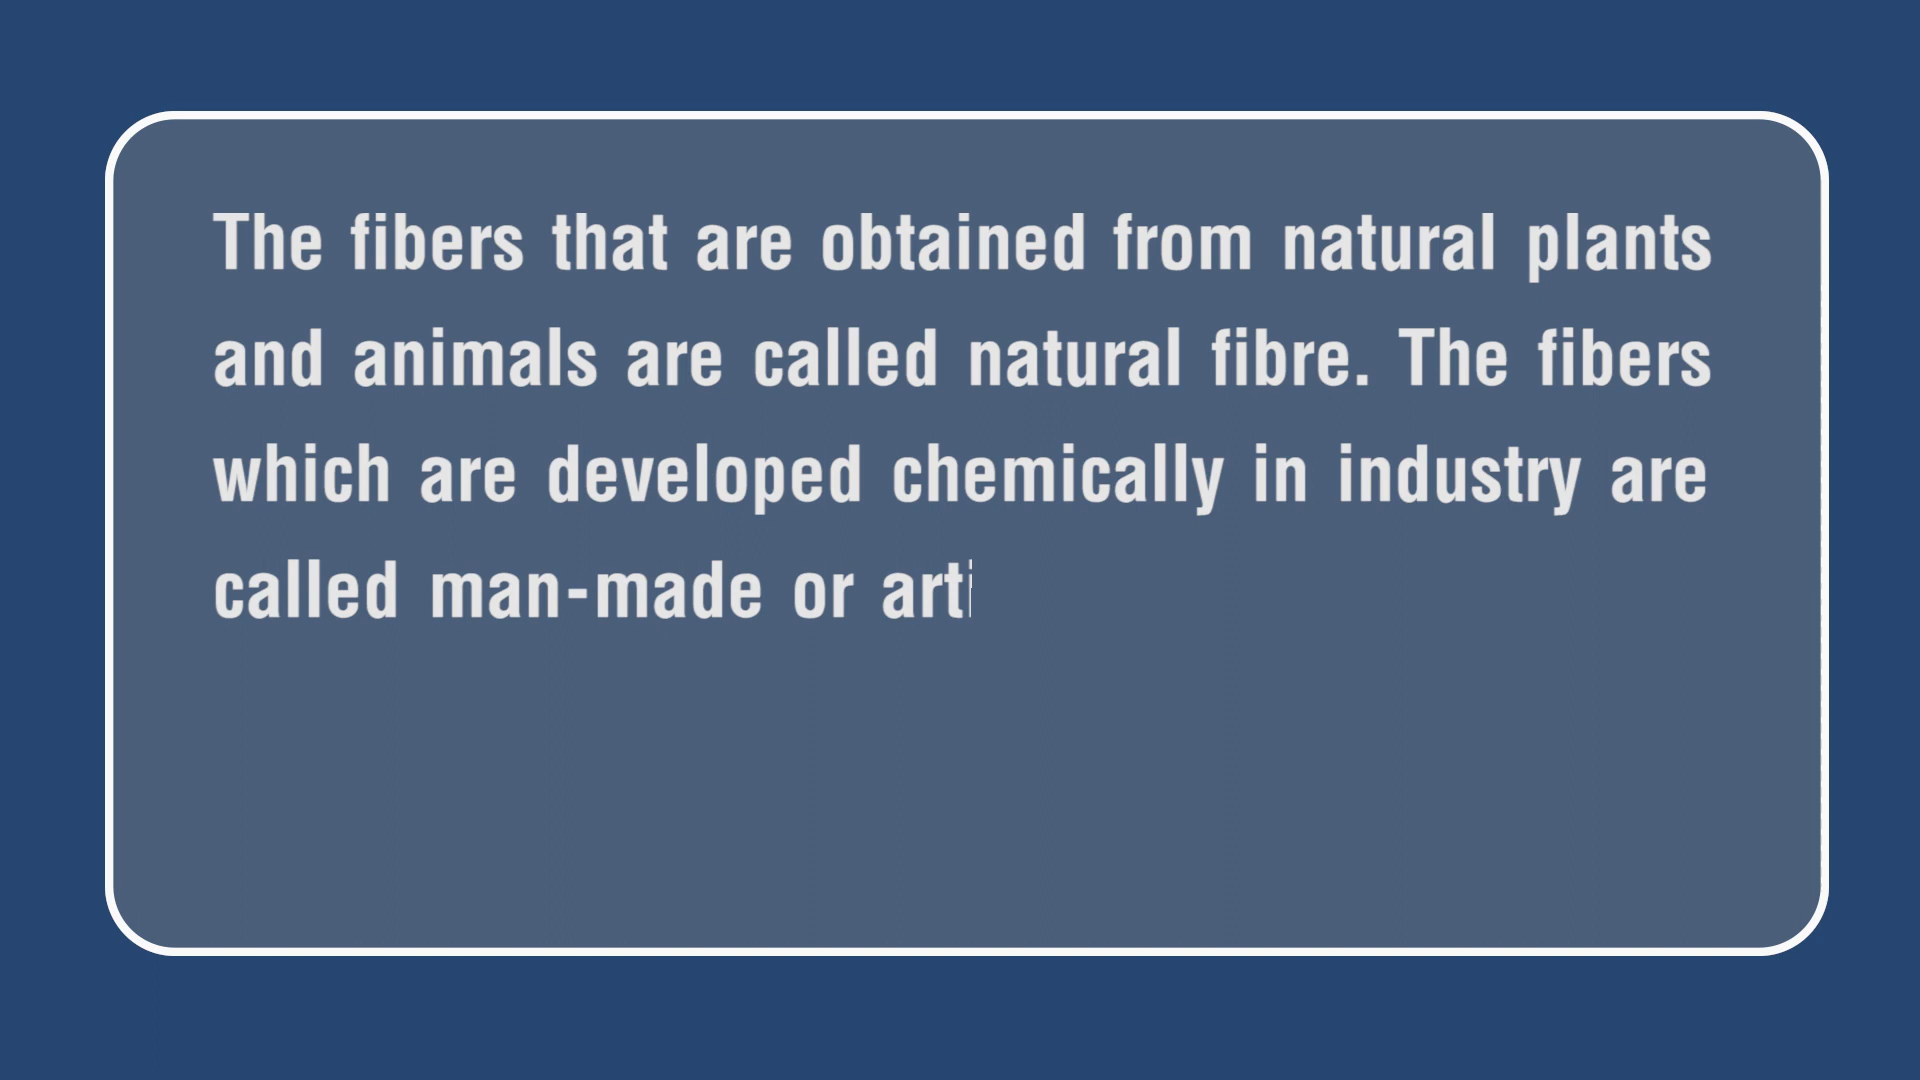 The fibers that are obtained from natural plants
and animals are called natural fibre. The fibers
which are developed chemically in industry are
called man-made or arti